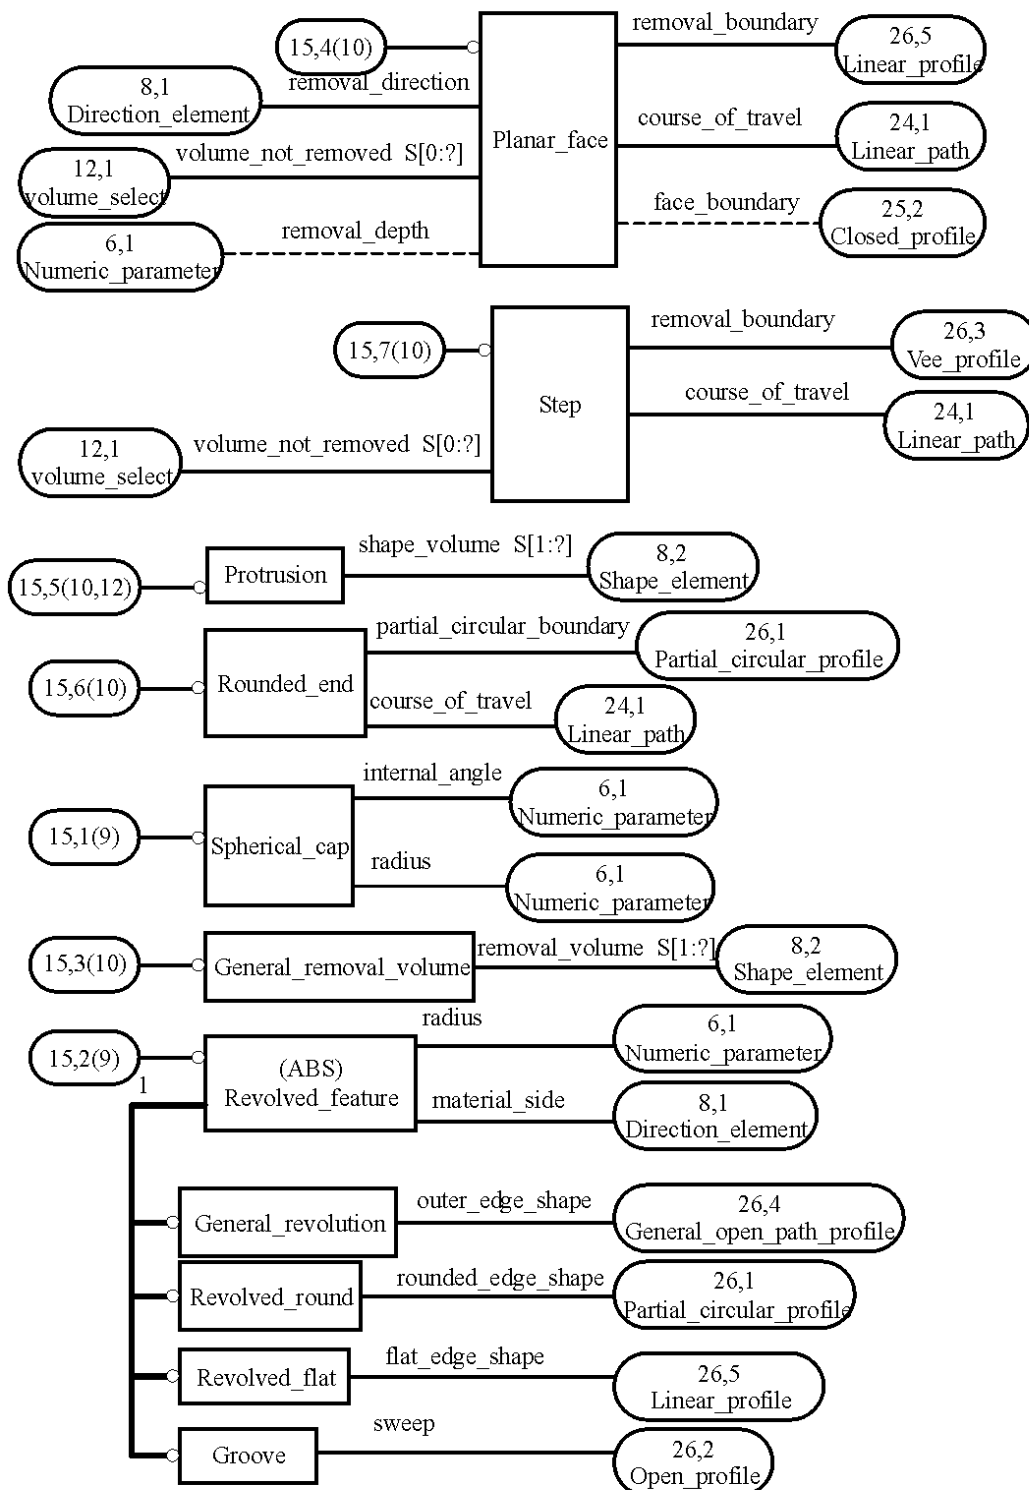 15,4(10)
removal_boundary
26,5
Linear_profile
8,1
Direction_element
removal_direction
Planar_face
course_of_travel
24,1
Linear_path
12,1
volume_select
volume_not_removed S[0:?]
face_boundary
25,2
Closed_profile
6,1
Numeric_parameter
removal_depth
15,7(10)
Step
removal_boundary
26,3
Vee_profile
course_of_travel
24,1
Linear_path
12,1
volume_select
volume_not_removed S[0:?]
15,5(10,12)
Protrusion
shape_volume S[1:?]
8,2
Shape_element
15,6(10)
Rounded_end
partial_circular_boundary
26,1
Partial_circular_profile
course_of_travel
24,1
Linear_path
15,1(9)
Spherical_cap
internal_angle
6,1
Numeric_parameter
radius
6,1
Numeric_parameter
15,3(10)
General_removal_volume
removal_volume S[1:?]
8,2
Shape_element
15,2(9)
1
(ABS)
Revolved_feature
radius
6,1
Numeric_parameter
material_side
8,1
Direction_element
General_revolution
outer_edge_shape
26,4
General_open_path_profile
Revolved_round
rounded_edge_shape
26,1
Partial_circular_profile
Revolved_flat
flat_edge_shape
26,5
Linear_profile
Groove
sweep
26,2
Open_profile